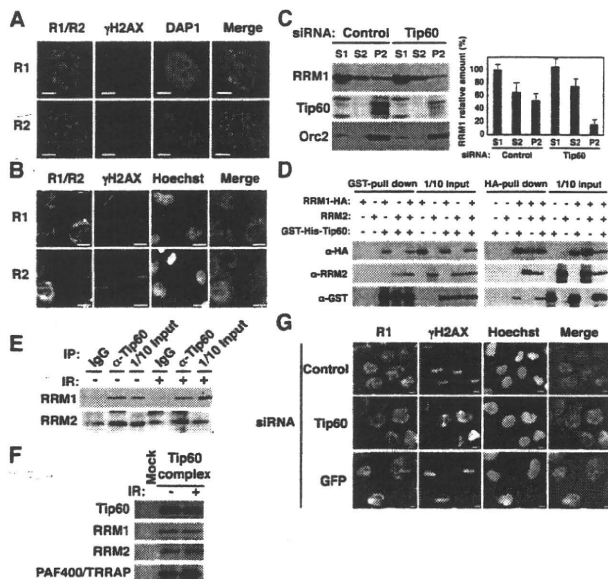 A
R1/R2 γH2AX DAP1 Merge
R1
R2
B
R1/R2 γH2AX Hoechst Merge
R1
R2
C
siRNA: Control Tip60
S1 S2 P2 S1 S2 P2
RRM1
Tip60
Orc2
RRM1 relative amount (%)
100
80
60
40
20
0
S1 S2 P2 S1 S2 P2
siRNA: Control Tip60
D
GST-pull down 1/10 input HA-pull down 1/10 input
RRM1-HA:
RRM2:
GST-His-Tip60:
α-HA
α-RRM2
α-GST
E
IP: IgG α-Tip60 1/10 Input IgG α-Tip60 1/10 Input
IR: - - - + + +
RRM1
RRM2
F
Mock Tip60 complex
IR: - +
Tip60
RRM1
RRM2
PAF400/TRRAP
G
R1 γH2AX Hoechst Merge
siRNA
Control
Tip60
GFP